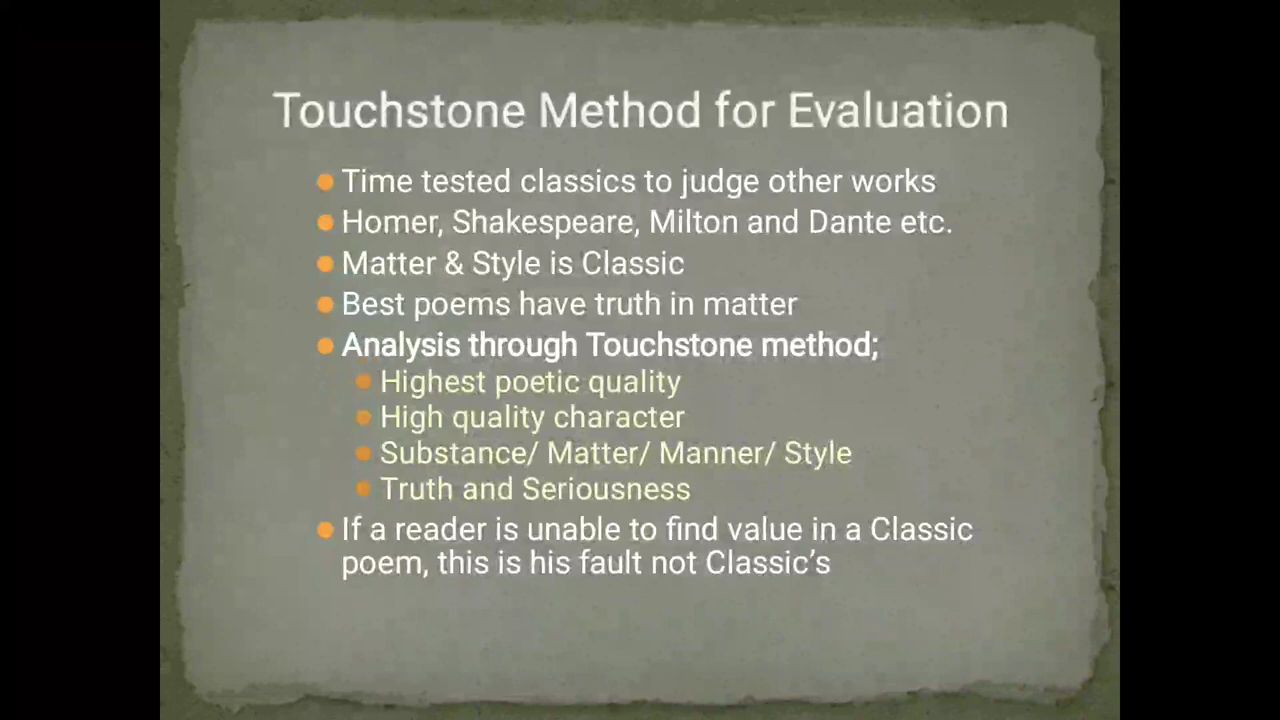 Touchstone Method for Evaluation
Time tested classics to judge other works
Homer, Shakespeare, Milton and Dante etc.
Matter & Style is Classic
Best poems have truth in matter
Analysis through Touchstone method;
Highest poetic quality
High quality character
Substance/ Matter/ Manner/ Style
Truth and Seriousness
If a reader is unable to find value in a Classic
poem, this is his fault not Classic’s